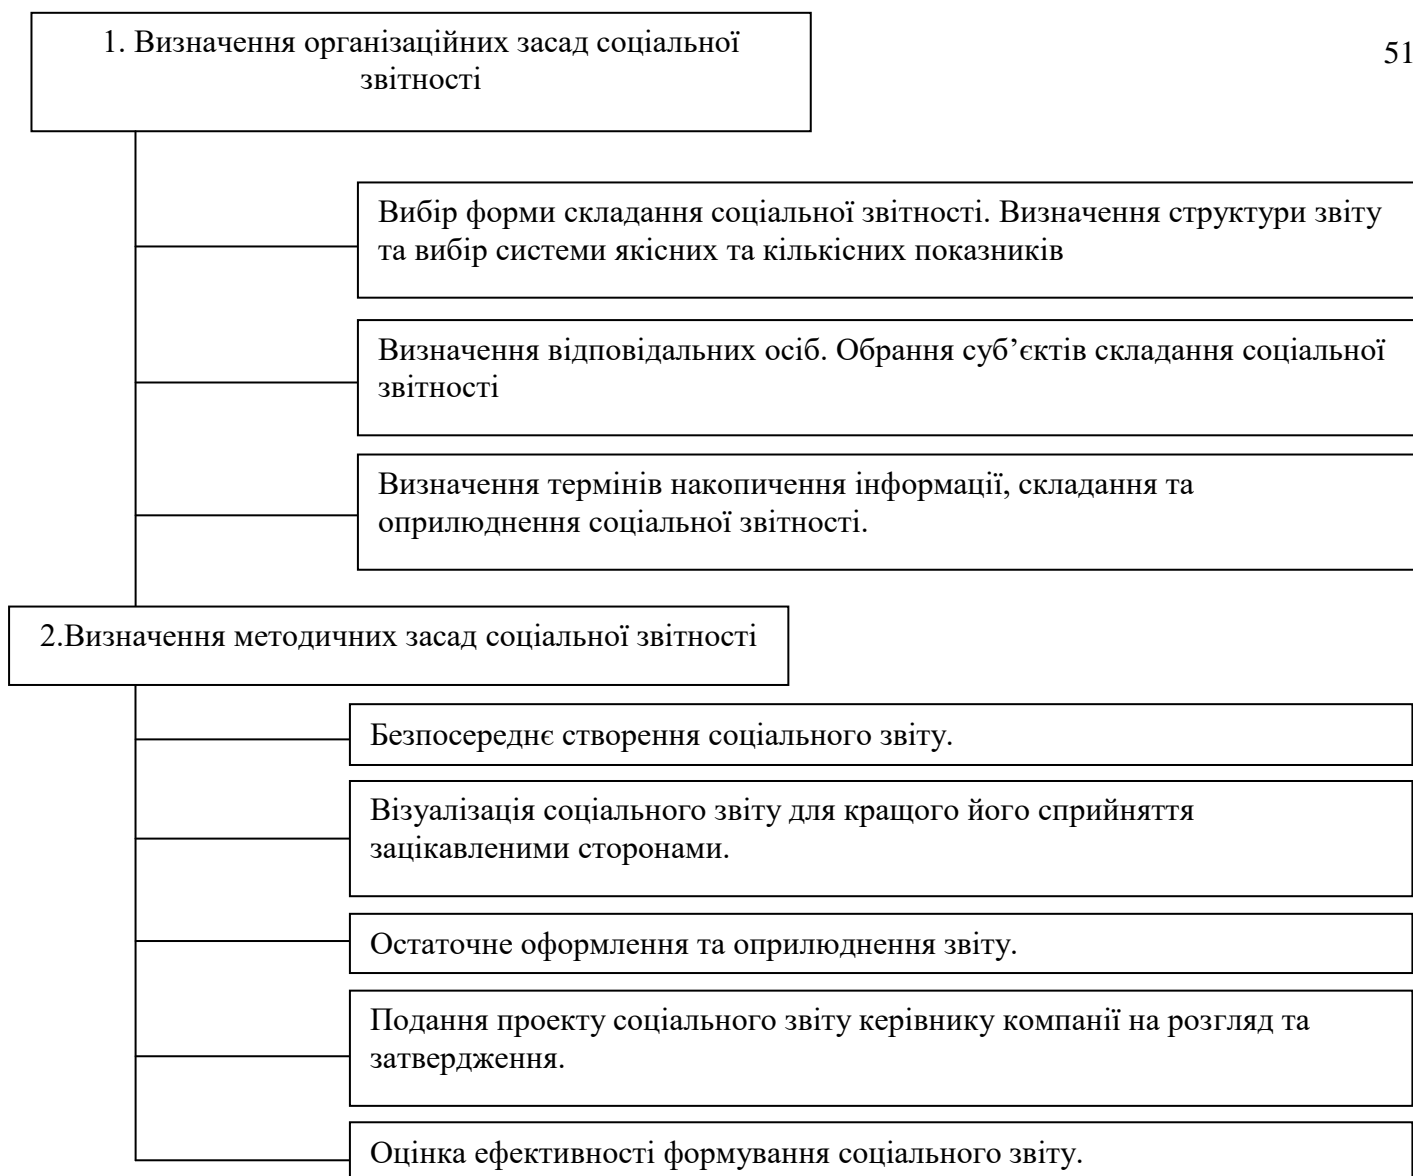 1. Визначення організаційних засад соціальної
звітності
51
Вибір форми складання соціальної звітності. Визначення структури звіту
та вибір системи якісних та кількісних показників
Визначення відповідальних осіб. Обрання суб’єктів складання соціальної
звітності
Визначення термінів накопичення інформації, складання та
оприлюднення соціальної звітності.
2.Визначення методичних засад соціальної звітності
Безпосереднє створення соціального звіту.
Візуалізація соціального звіту для кращого його сприйняття
зацікавленими сторонами.
Остаточне оформлення та оприлюднення звіту.
Подання проекту соціального звіту керівнику компанії на розгляд та
затвердження.
Оцінка ефективності формування соціального звіту.